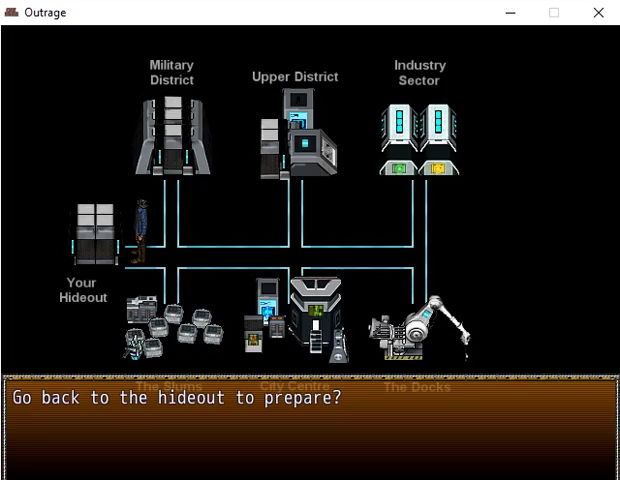 Outrage
Military
District
Upper District
Industry
Sector
Your
Hideout
The Slums
City Centre
The Docks
Go back to the hideout to prepare?